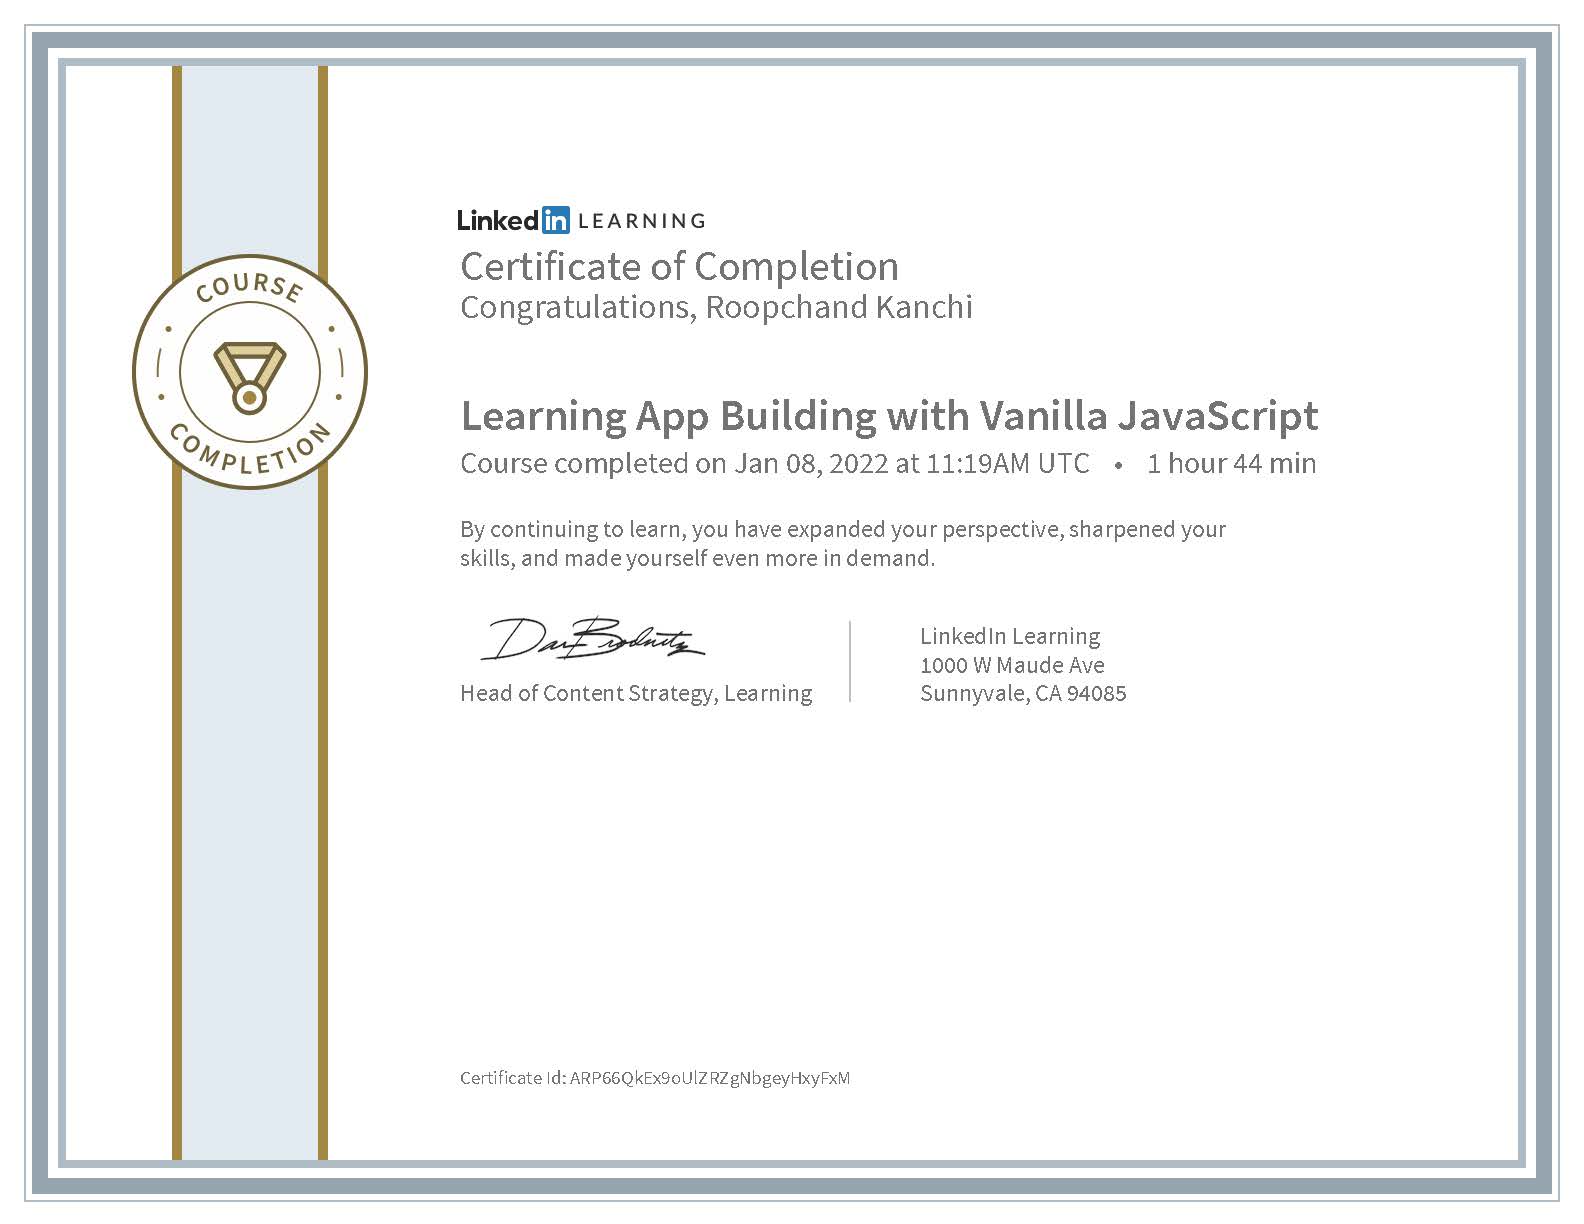 LinkedIn LEARNING
Certificate of Completion
Congratulations, Roopchand Kanchi
COURSE
COMPLETION
Learning App Building with Vanilla JavaScript
Course completed on Jan 08, 2022 at 11:19AM UTC • 1 hour 44 min
By continuing to learn, you have expanded your perspective, sharpened your
skills, and made yourself even more in demand.
Dan Brodnitz
Head of Content Strategy, Learning
LinkedIn Learning
1000 W Maude Ave
Sunnyvale, CA 94085
Certificate Id: ARP66QkEx9oUlZRZgNbgeyHxyFxM